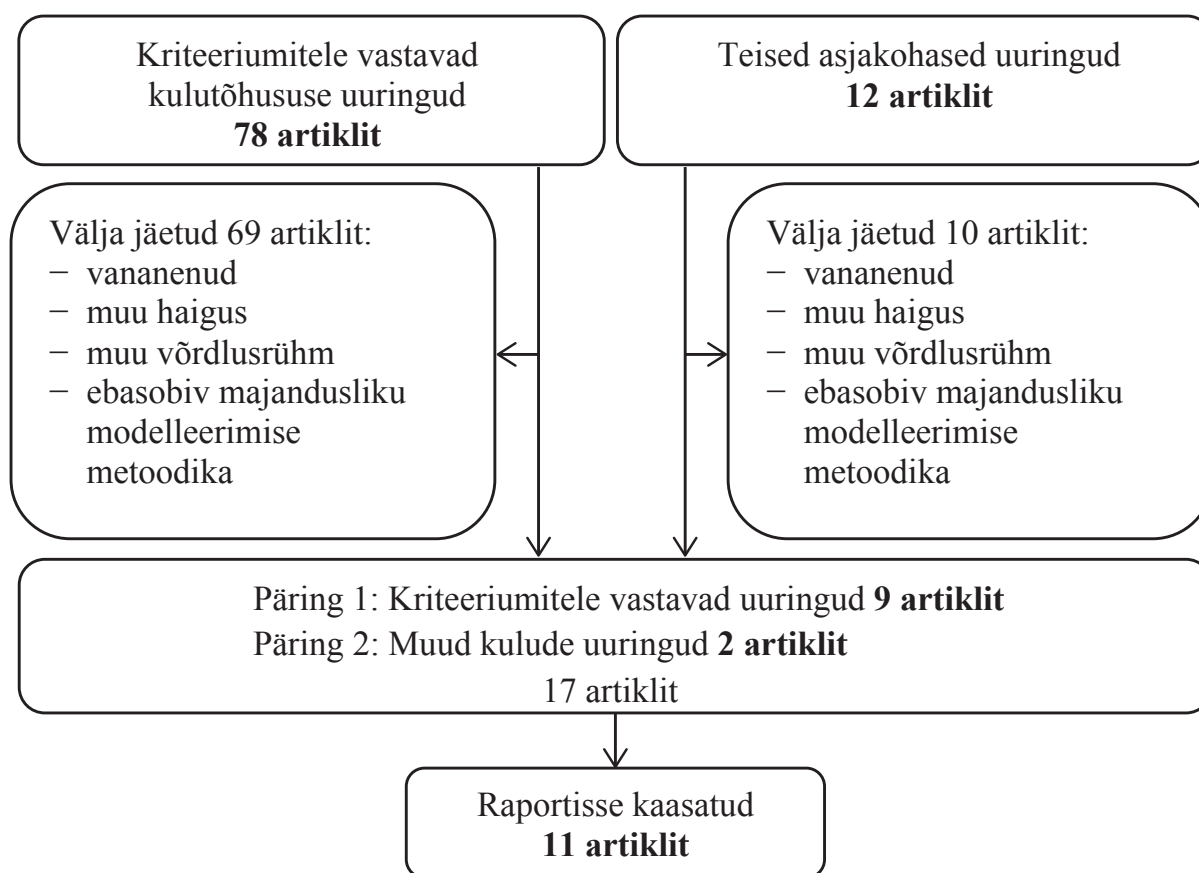 Kriteeriumitele vastavad
kulutõhususe uuringud
78 artiklit
Teised asjakohased uuringud
12 artiklit
Välja jäetud 69 artiklit:
− vananenud
− muu haigus
− muu võrdlusrühm
− ebasobiv majandusliku
modelleerimise
metoodika
Välja jäetud 10 artiklit:
− vananenud
− muu haigus
− muu võrdlusrühm
− ebasobiv majandusliku
modelleerimise
metoodika
Päring 1: Kriteeriumitele vastavad uuringud 9 artiklit
Päring 2: Muud kulude uuringud 2 artiklit
17 artiklit
Raportisse kaasatud
11 artiklit